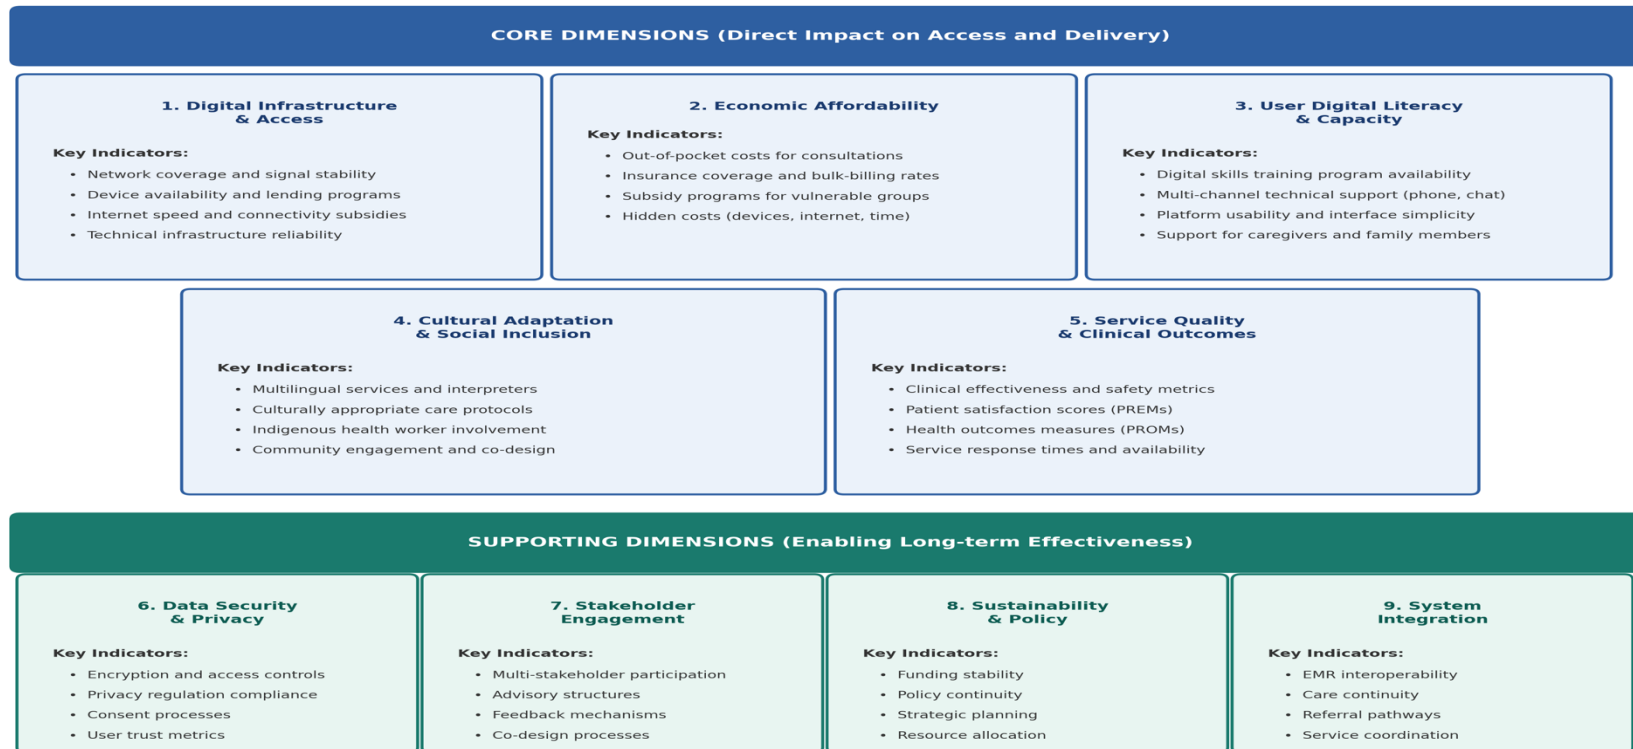 CORE DIMENSIONS (Direct Impact on Access and Delivery)
1. Digital Infrastructure
& Access
Key Indicators:
• Network coverage and signal stability
• Device availability and lending programs
• Internet speed and connectivity subsidies
• Technical infrastructure reliability
2. Economic Affordability
Key Indicators:
• Out-of-pocket costs for consultations
• Insurance coverage and bulk-billing rates
• Subsidy programs for vulnerable groups
• Hidden costs (devices, internet, time)
3. User Digital Literacy
& Capacity
Key Indicators:
• Digital skills training program availability
• Multi-channel technical support (phone, chat)
• Platform usability and interface simplicity
• Support for caregivers and family members
4. Cultural Adaptation
& Social Inclusion
Key Indicators:
• Multilingual services and interpreters
• Culturally appropriate care protocols
• Indigenous health worker involvement
• Community engagement and co-design
5. Service Quality
& Clinical Outcomes
Key Indicators:
• Clinical effectiveness and safety metrics
• Patient satisfaction scores (PREMs)
• Health outcomes measures (PROMs)
• Service response times and availability
SUPPORTING DIMENSIONS (Enabling Long-term Effectiveness)
6. Data Security
& Privacy
Key Indicators:
• Encryption and access controls
• Privacy regulation compliance
• Consent processes
• User trust metrics
7. Stakeholder
Engagement
Key Indicators:
• Multi-stakeholder participation
• Advisory structures
• Feedback mechanisms
• Co-design processes
8. Sustainability
& Policy
Key Indicators:
• Funding stability
• Policy continuity
• Strategic planning
• Resource allocation
9. System
Integration
Key Indicators:
• EMR interoperability
• Care continuity
• Referral pathways
• Service coordination